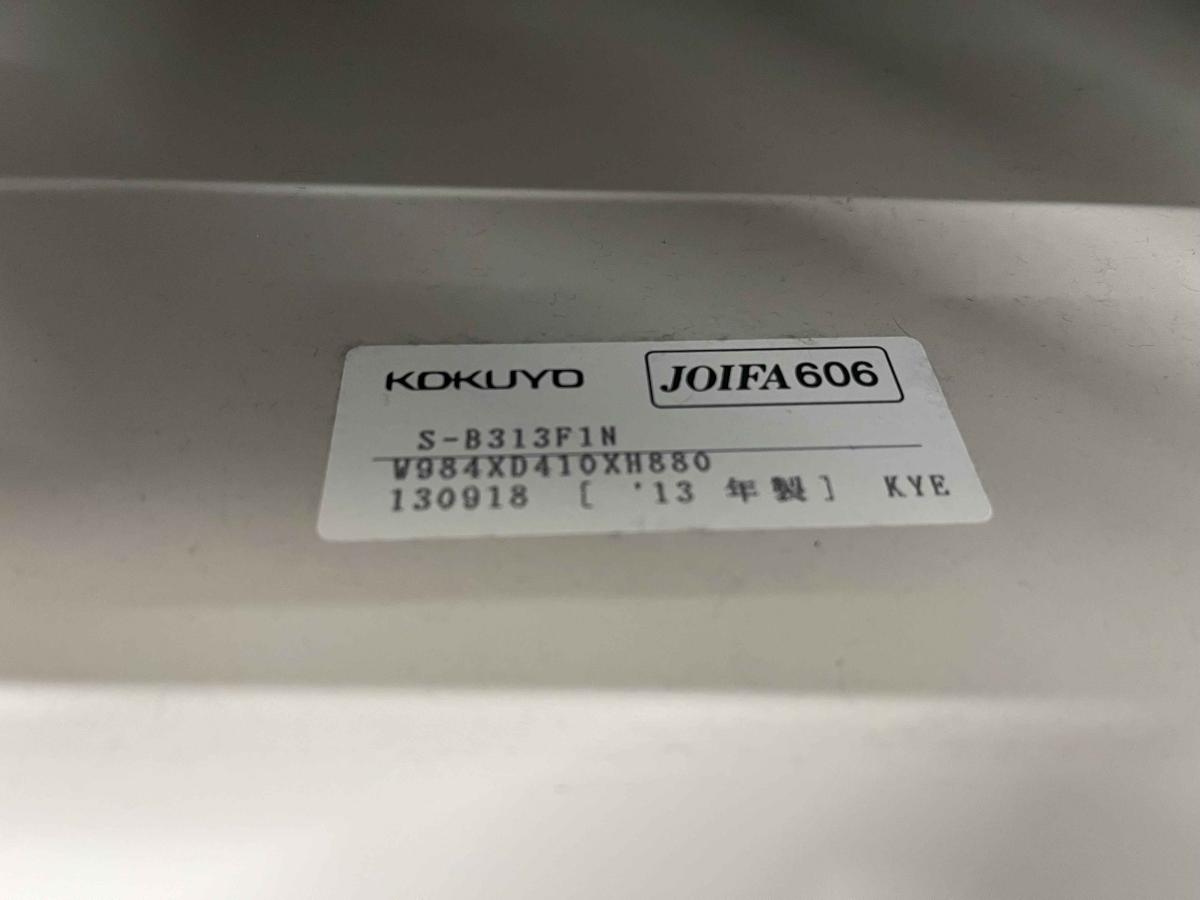 KOKUYO JOIFA606
S-B313F1N
W984XD410XH880
130918 [ '13 年製] KYE